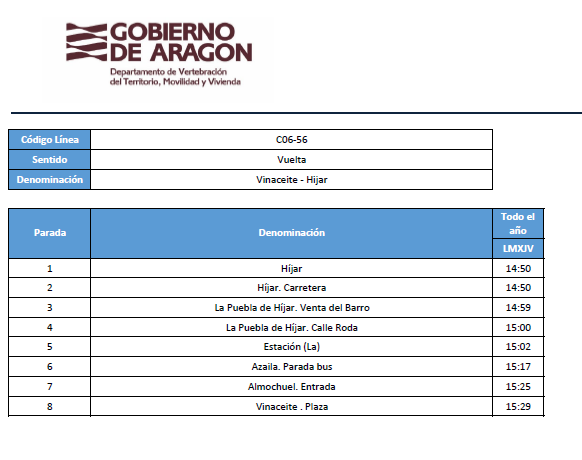 GOBIERNO
DE ARAGON
Departamento de Vertebración
del Territorio, Movilidad y Vivienda
Código Línea C06-56
Sentido Vuelta
Denominación Vinaceite - Hijar
Parada Denominación Todo el año
LMXJV
1 Híjar 14:50
2 Híjar. Carretera 14:50
3 La Puebla de Híjar. Venta del Barro 14:59
4 La Puebla de Híjar. Calle Roda 15:00
5 Estación (La) 15:02
6 Azaila. Parada bus 15:17
7 Almochuel. Entrada 15:25
8 Vinaceite . Plaza 15:29